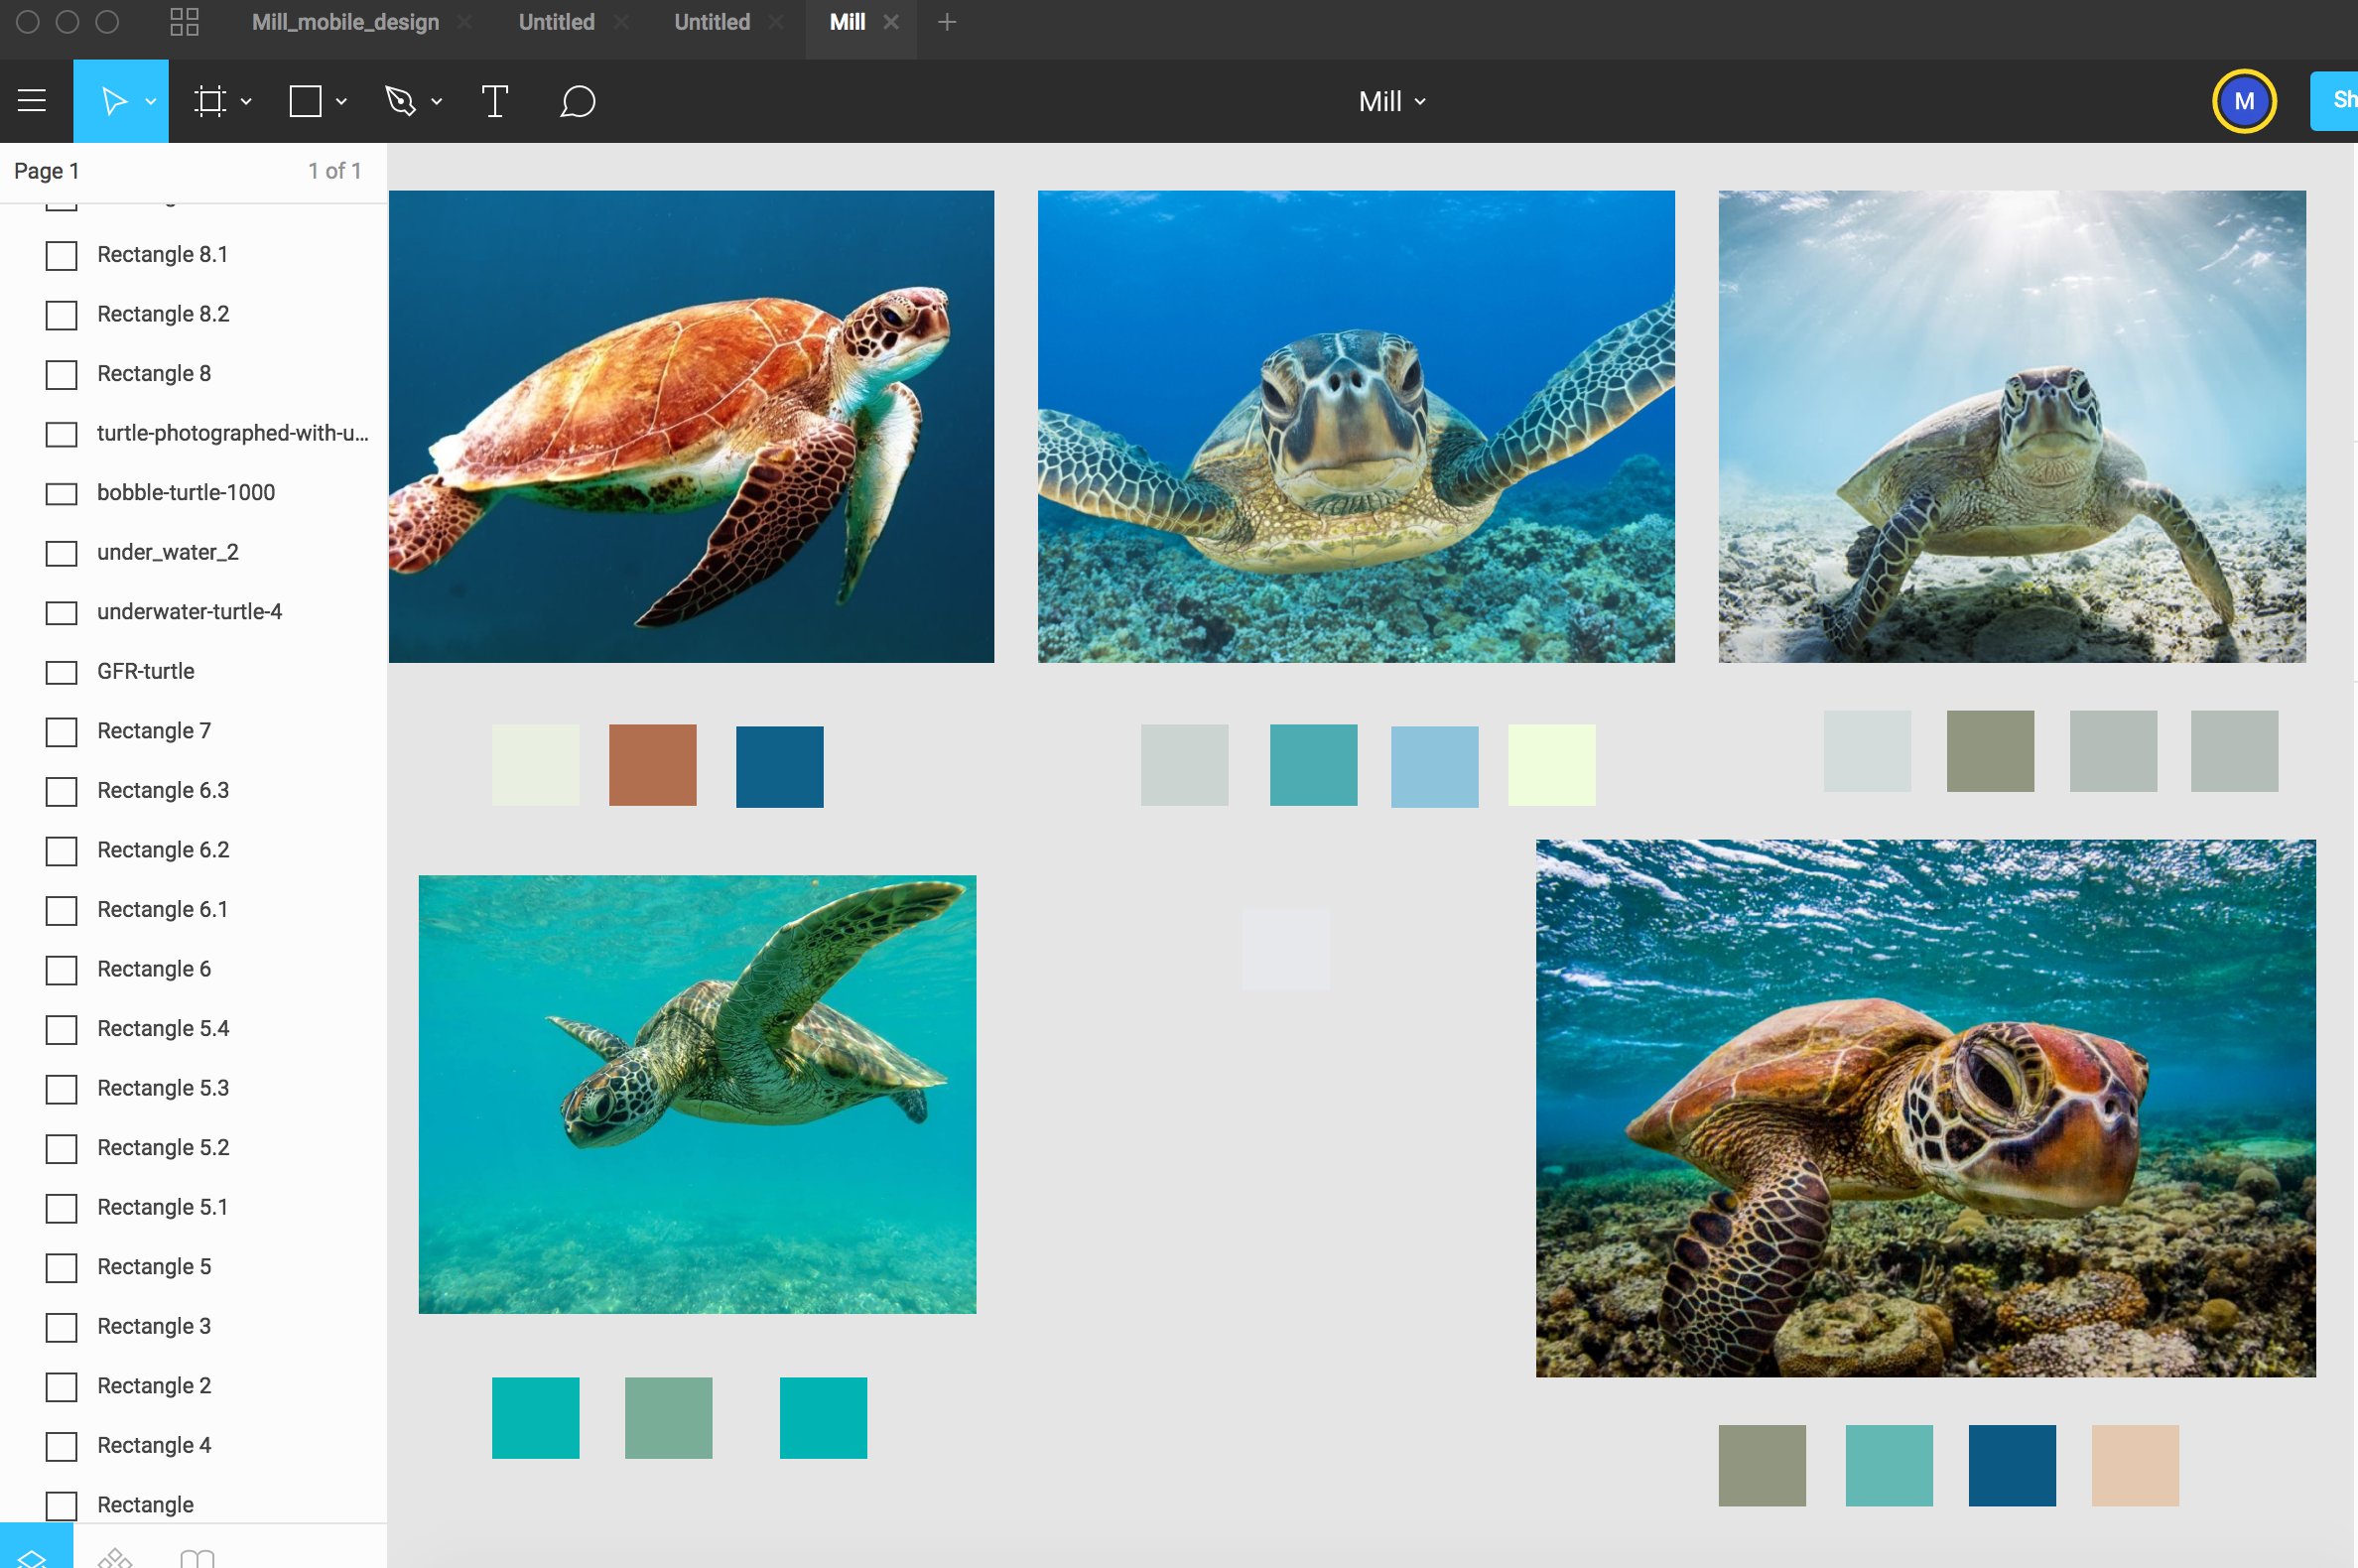 Mill_mobile_design
Untitled
Untitled
Mill
T
Mill
M
Sh
Page 1
1 of 1
Rectangle 8.1
Rectangle 8.2
Rectangle 8
turtle-photographed-with-u...
bobble-turtle-1000
under_water_2
underwater-turtle-4
GFR-turtle
Rectangle 7
Rectangle 6.3
Rectangle 6.2
Rectangle 6.1
Rectangle 6
Rectangle 5.4
Rectangle 5.3
Rectangle 5.2
Rectangle 5.1
Rectangle 5
Rectangle 3
Rectangle 2
Rectangle 4
Rectangle